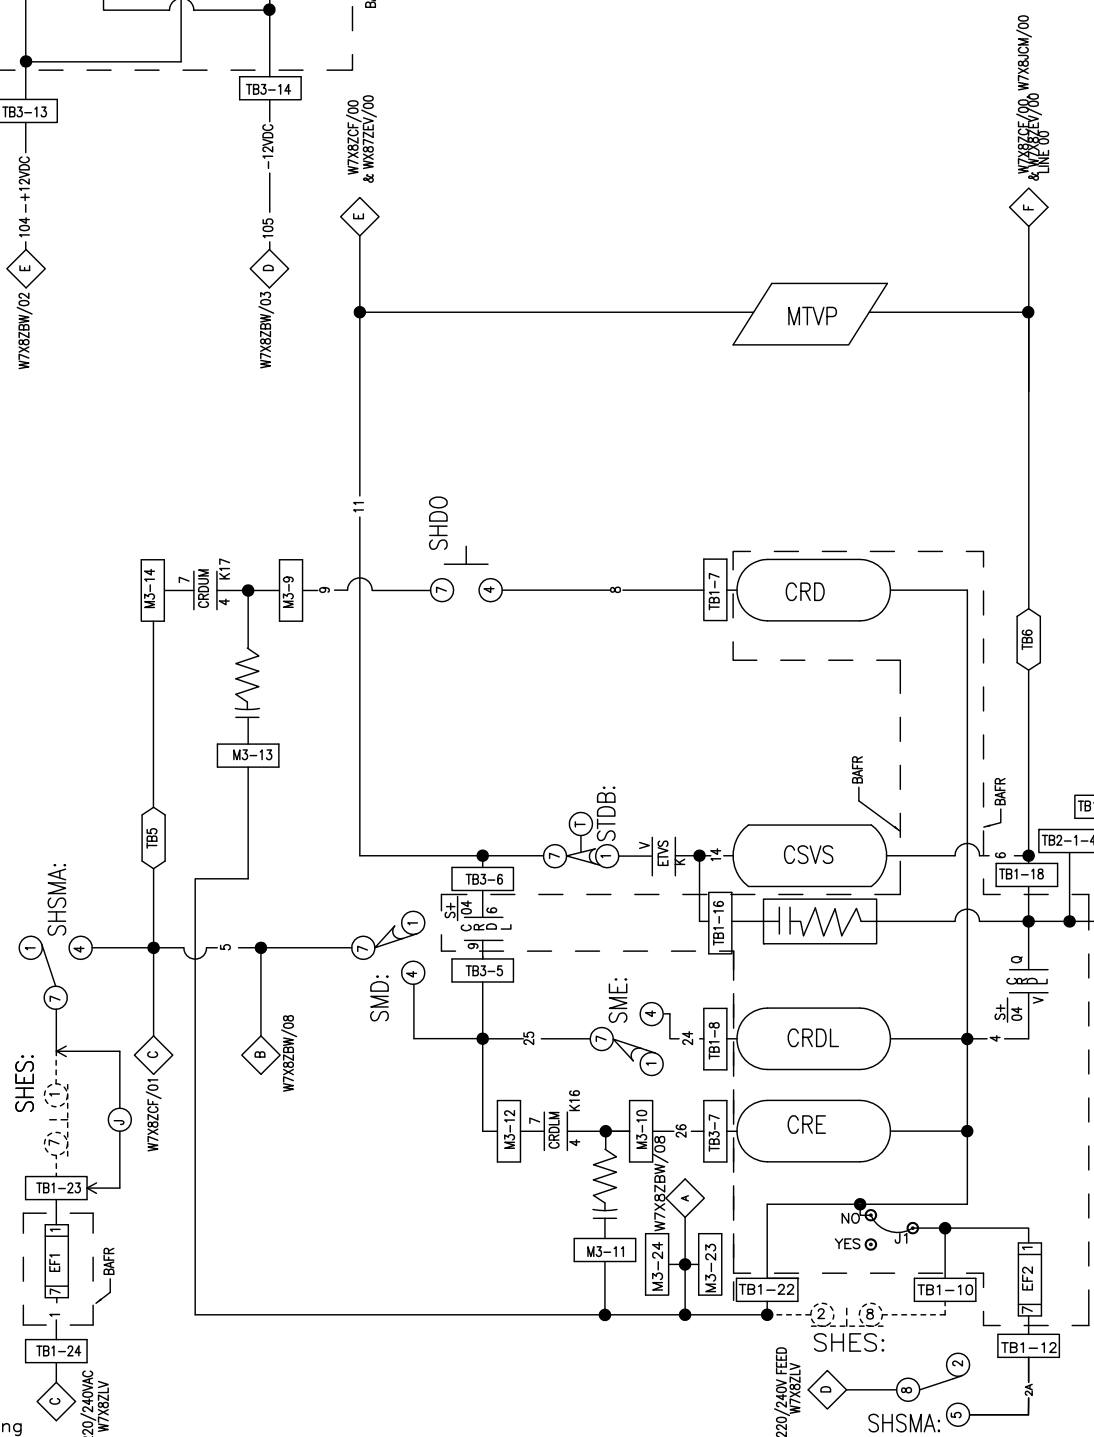 BA
TB3-13
TB3-14
104
+12VDC
E
W7X8ZBW/02
-12VDC
105
D
W7X8ZBW/03
W7X8ZCF/00
& WX87ZEV/00
E
W7X8ZCF/00, W7X8JCM/00
& W7X8ZEV/00
LINE 00
F
MTVP
11
SHDO
M3-14
7
CRDUM
4
K17
M3-9
9
7
4
8
TB1-7
CRD
TB6
M3-13
TB5
BAFR
BAFR
STDB:
T
7
1
V
ETVS
K
14
CSVS
6
TB1
TB2-1-4
TB1-18
TB3-6
S+
04
6
CRDL
9
TB1-16
SHSMA:
1
4
7
5
7
1
4
SMD:
TB3-5
25
SME:
7
4
1
24
TB1-8
CRDL
4
Q
CRDL
V
S+
04
SHES:
1
7
J
C
W7X8ZCF/01
B
W7X8ZBW/08
M3-12
7
CRDLM
4
K16
M3-10
26
TB3-7
CRE
TB1-23
1
EF1
7
BAFR
1
TB1-24
C
220/240VAC
W7X8ZLV
ng
M3-11
W7X8ZBW/08
A
M3-24
M3-23
TB1-22
NO
YES
J1
TB1-10
1
EF2
7
2
8
SHES:
TB1-12
2A
220/240V FEED
W7X8ZLV
D
8
2
SHSMA:
5